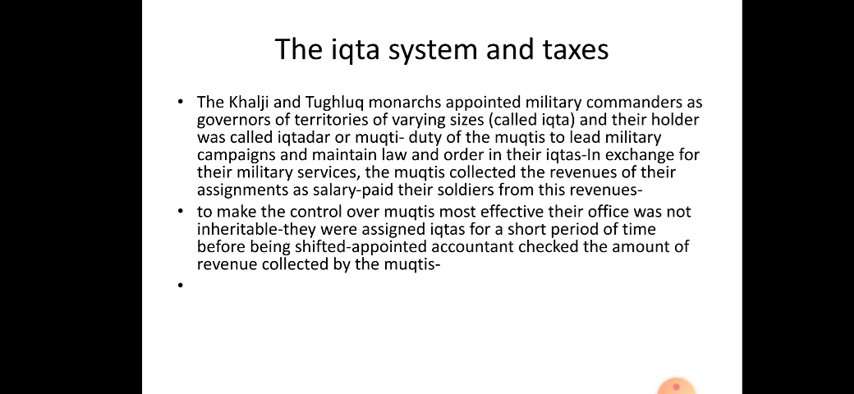 The iqta system and taxes
• The Khalji and Tughluq monarchs appointed military commanders as
governors of territories of varying sizes (called iqta) and their holder
was called iqtadar or muqti- duty of the muqtis to lead military
campaigns and maintain law and order in their iqtas-In exchange for
their military services, the muqtis collected the revenues of their
assignments as salary-paid their soldiers from this revenues-
• to make the control over muqtis most effective their office was not
inheritable-they were assigned iqtas for a short period of time
before being shifted-appointed accountant checked the amount of
revenue collected by the muqtis-
•